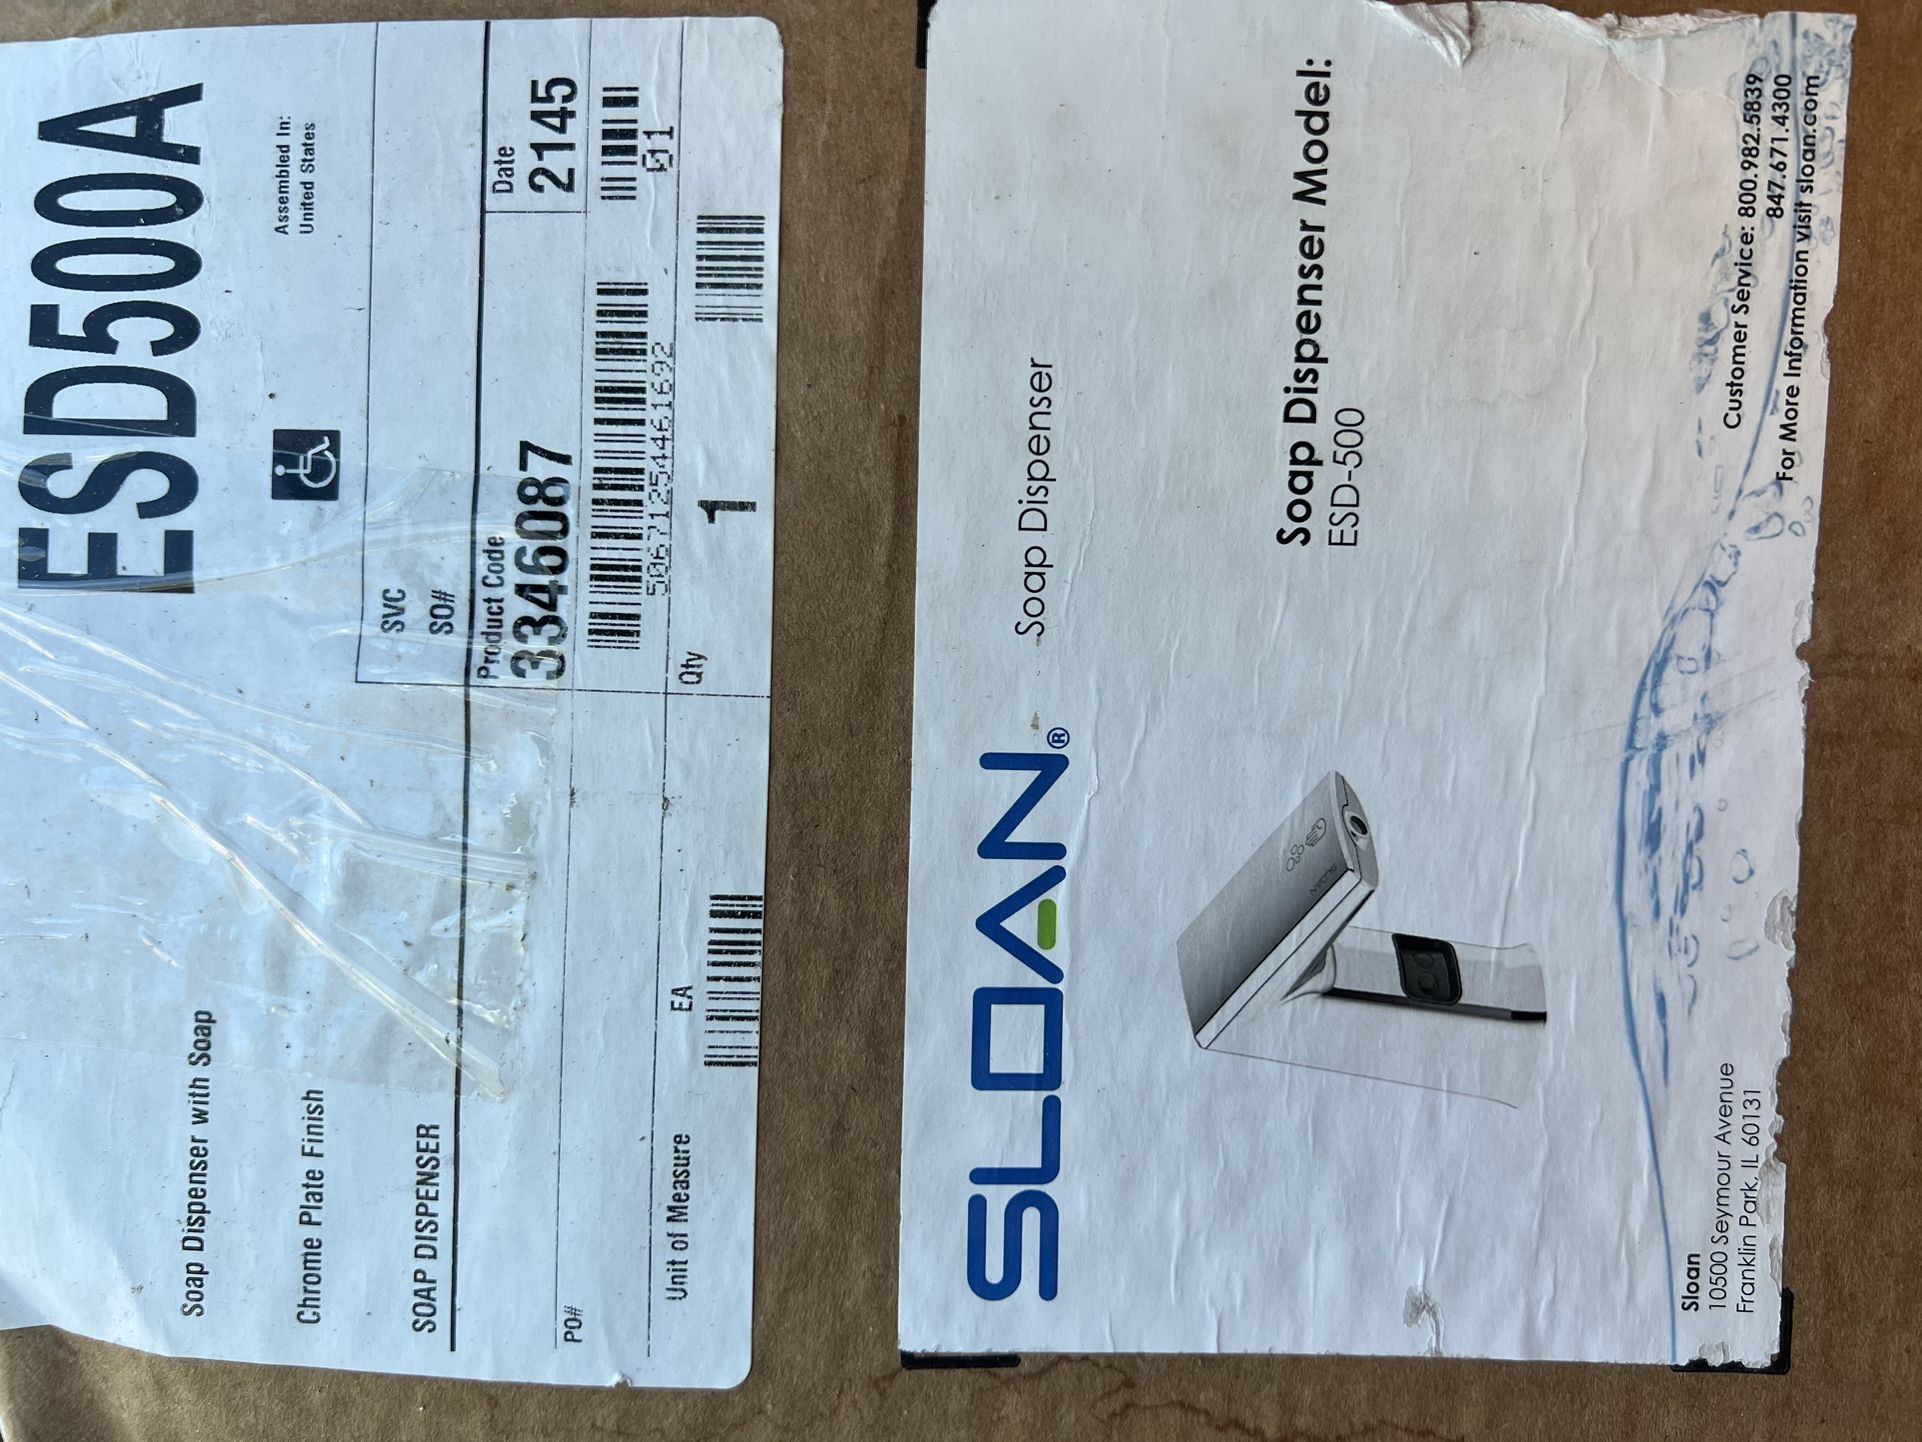 ESD500A
Soap Dispenser with Soap
Assembled In:
United States
Chrome Plate Finish
SVC
SOAP DISPENSER
SO#
Product Code
Date
3346087
2145
PO#
50671254461692
011
Unit of Measure
EA
Qty
1
SLOAN® Soap Dispenser
Soap Dispenser Model:
ESD-500
SLOAN
Sloan
10500 Seymour Avenue
Franklin Park, IL 60131
Customer Service: 800.982.5839
847.671.4300
For More Information visit sloan.com